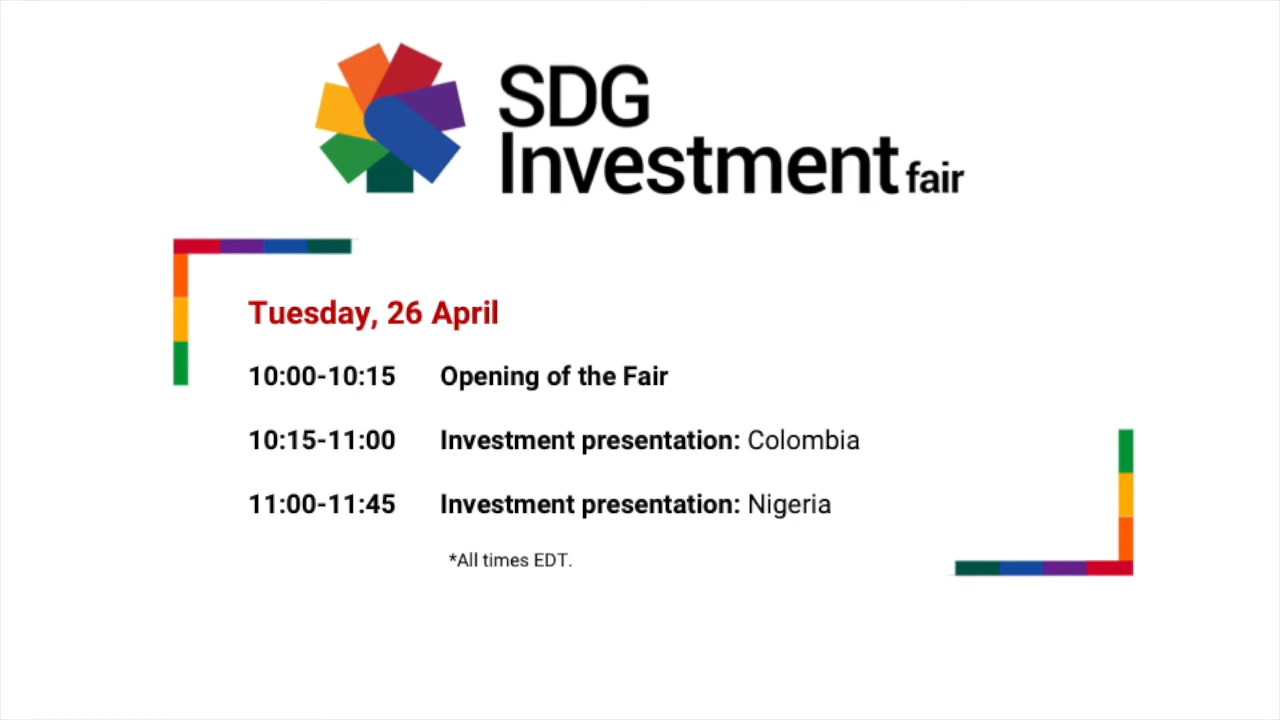 SDG
Investment fair
Tuesday, 26 April
10:00-10:15 Opening of the Fair
10:15-11:00 Investment presentation: Colombia
11:00-11:45 Investment presentation: Nigeria
*All times EDT.